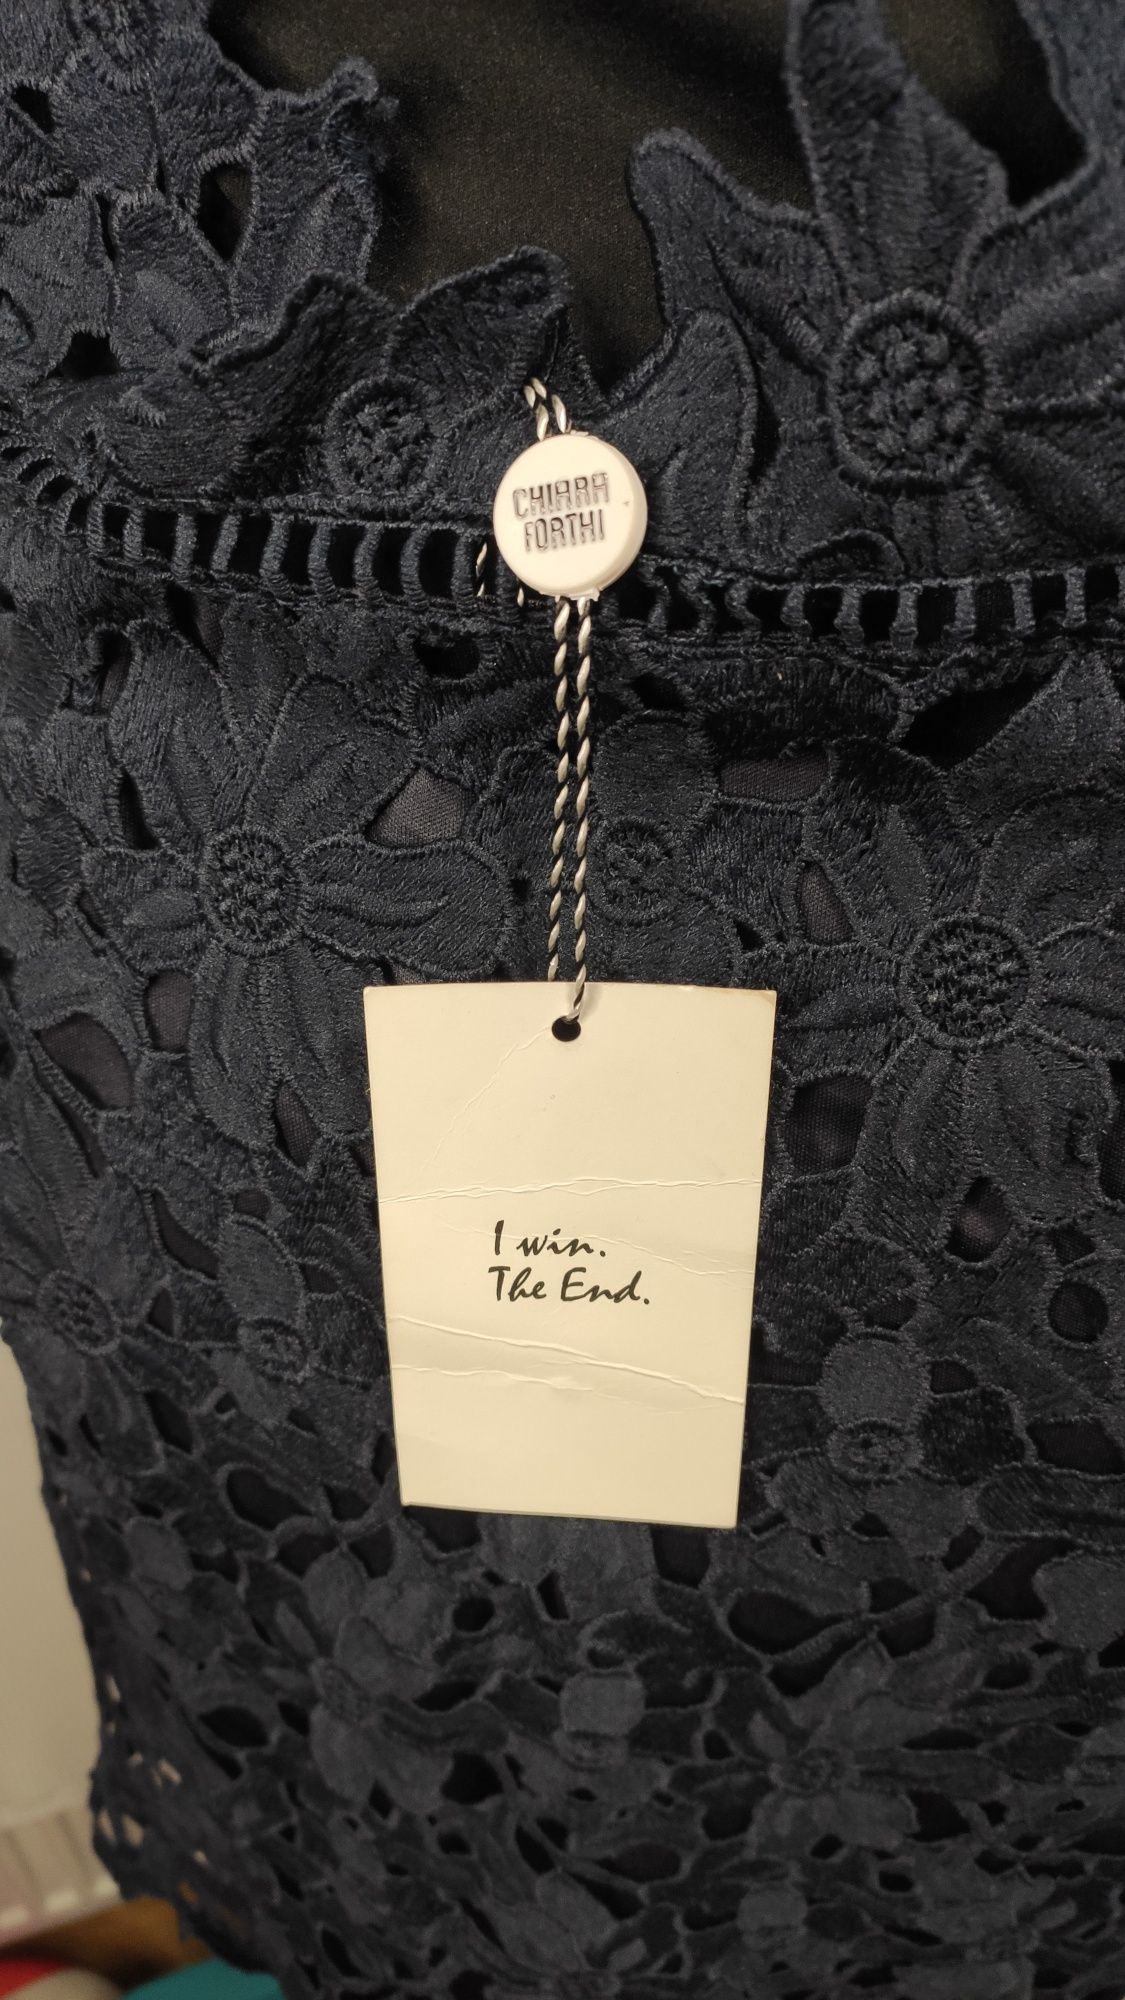 CHIARA
FORTHI
I win.
The End.